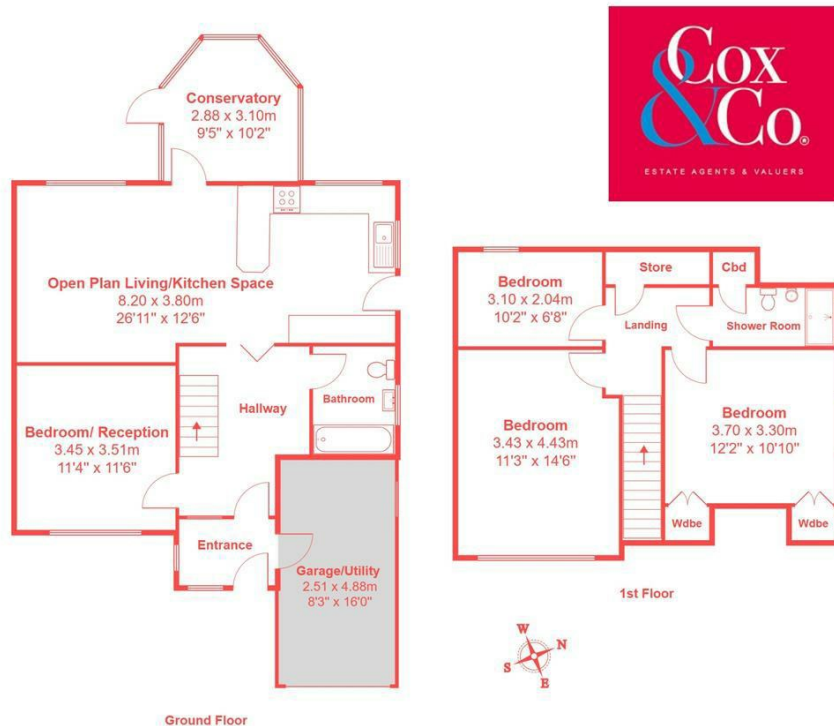 Cox
& Co.®
ESTATE AGENTS & VALUERS
Conservatory
2.88 x 3.10m
9'5" x 10'2"
Open Plan Living/Kitchen Space
8.20 x 3.80m
26'11" x 12'6"
Bedroom/ Reception
3.45 x 3.51m
11'4" x 11'6"
Hallway
Bathroom
Entrance
Garage/Utility
2.51 x 4.88m
8'3" x 16'0"
Ground Floor
Bedroom
3.10 x 2.04m
10'2" x 6'8"
Store
Cbd
Landing
Shower Room
Bedroom
3.43 x 4.43m
11'3" x 14'6"
Bedroom
3.70 x 3.30m
12'2" x 10'10"
Wdbe
Wdbe
1st Floor
W
N
S
E